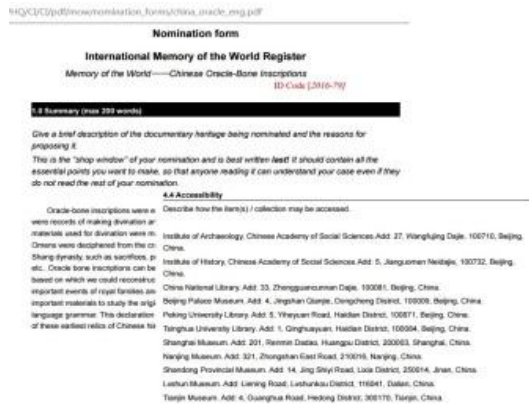 HQ/CI/CI/pdf/mow/nomination_forms/china_oracle_eng.pdf
Nomination form
International Memory of the World Register
Memory of the World——Chinese Oracle-Bone Inscriptions
ID Code [2016-79]
1.0 Summary (max 200 words)
Give a brief description of the documentary heritage being nominated and the reasons for
proposing it.
This is the "shop window" of your nomination and is best written last! It should contain all the
essential points you want to make, so that anyone reading it can understand your case even if they
do not read the rest of your nomination.
Oracle-bone inscriptions were
were records of making divination
materials used for divination were
Omens were deciphered from the
Shang dynasty, such as sacrifices,
etc. Oracle bone inscriptions can be
based on which we could reconstruct
important events of royal families
important materials to study the
language grammar. This declaration
of these earliest relics of Chinese
4.4 Accessibility
Describe how the item(s) / collection may be accessed.
Institute of Archaeology, Chinese Academy of Social Sciences. Add: 27, Wangfujing Dajie, 100710, Beijing,
China.
Institute of History, Chinese Academy of Social Sciences. Add: 5, Jianguomen Neidajie, 100732, Beijing,
China.
China National Library. Add: 33, Zhongguancunnan Dajie, 100081, Beijing, China.
Beijing Palace Museum. Add: 4, Jingshan Qianjie, Dongcheng District, 100009, Beijing, China.
Peking University Library. Add: 5, Yiheyuan Road, Haidian District, 100871, Beijing, China.
Tsinghua University Library. Add: 1, Qinghuayuan, Haidian District, 100084, Beijing, China.
Shanghai Museum. Add: 201, Renmin Dadao, Huangpu District, 200003, Shanghai, China.
Nanjing Museum. Add: 321, Zhongshan East Road, 210016, Nanjing, China.
Shandong Provincial Museum. Add: 14, Jing Shiyi Road, Lixia District, 250014, Jinan, China.
Lushun Museum. Add: Liening Road, Lushunkou District, 116041, Dalian, China.
Tianjin Museum. Add: 4, Guanghua Road, Hedong District, 300170, Tianjin, China.